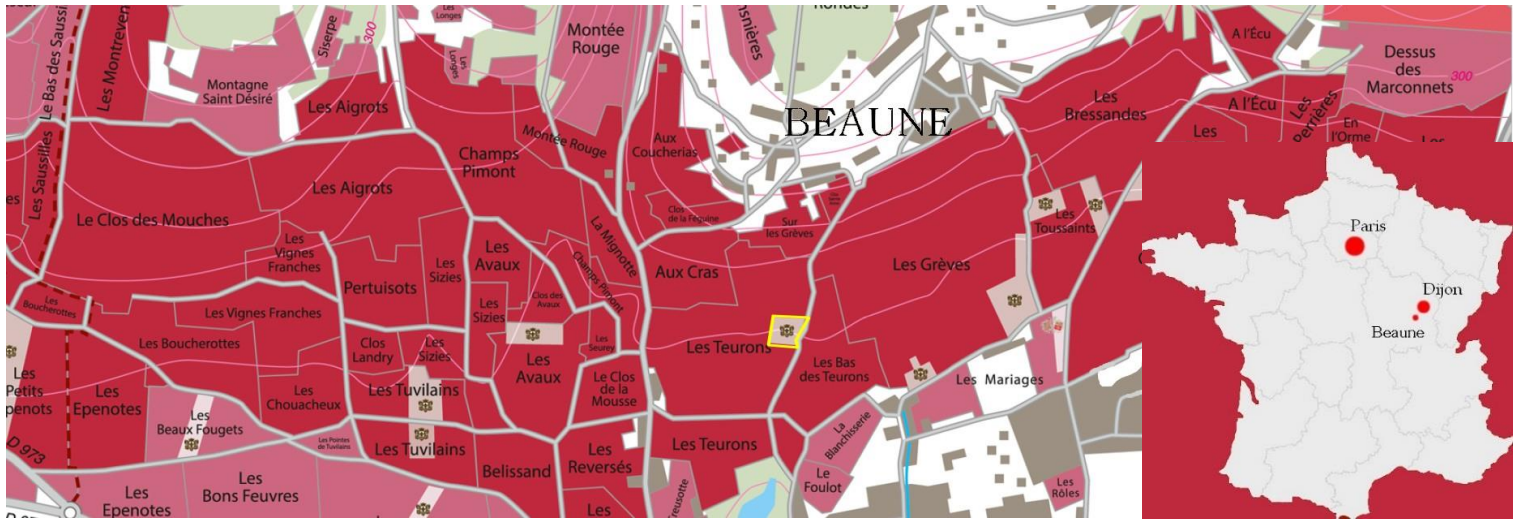 Le Bas des Saussilles
Les Montrevenots
Montagne
Saint Désiré
Siserpe
300
Les Aigrots
Les
Longes
Les
Longes
Montée
Rouge
Rondes
BEAUNE
A l'Écu
Les
Bressandes
A l'Écu
Les
Perrières
En
l'Orme
Dessus
des
Marconnets
300
Les
Les Saussilles
Le Clos des Mouches
Les Aigrots
Champs
Pimont
Montée Rouge
Aux
Coucherias
Clos
de la Féguine
Sur
les Grèves
Les
Toussaints
Les
Vignes
Franches
Pertuisots
Les
Sizies
Les
Avaux
La Mignotte
Champs Pimont
Aux Cras
Les Grèves
Les
Boucherottes
Les Vignes Franches
Les
Sizies
Clos des
Avaux
Les Boucherottes
Clos
Landry
Les
Sizies
Les
Avaux
Les
Seurey
Les Teurons
Les Bas
des Teurons
Les Mariages
Les
Petits
Epenots
Les
Epenotes
Les
Beaux Fougets
Les
Chouacheux
Les Tuvilains
Le Clos
de la
Mousse
La
Blanchisserie
D 973
Les Pointes
de Tuvilains
Les Tuvilains
Belissand
Les
Reversés
Les Teurons
Le
Foulot
Les
Rôles
Les
Epenotes
Les
Bons Feuvres
Les
Paris
Dijon
Beaune